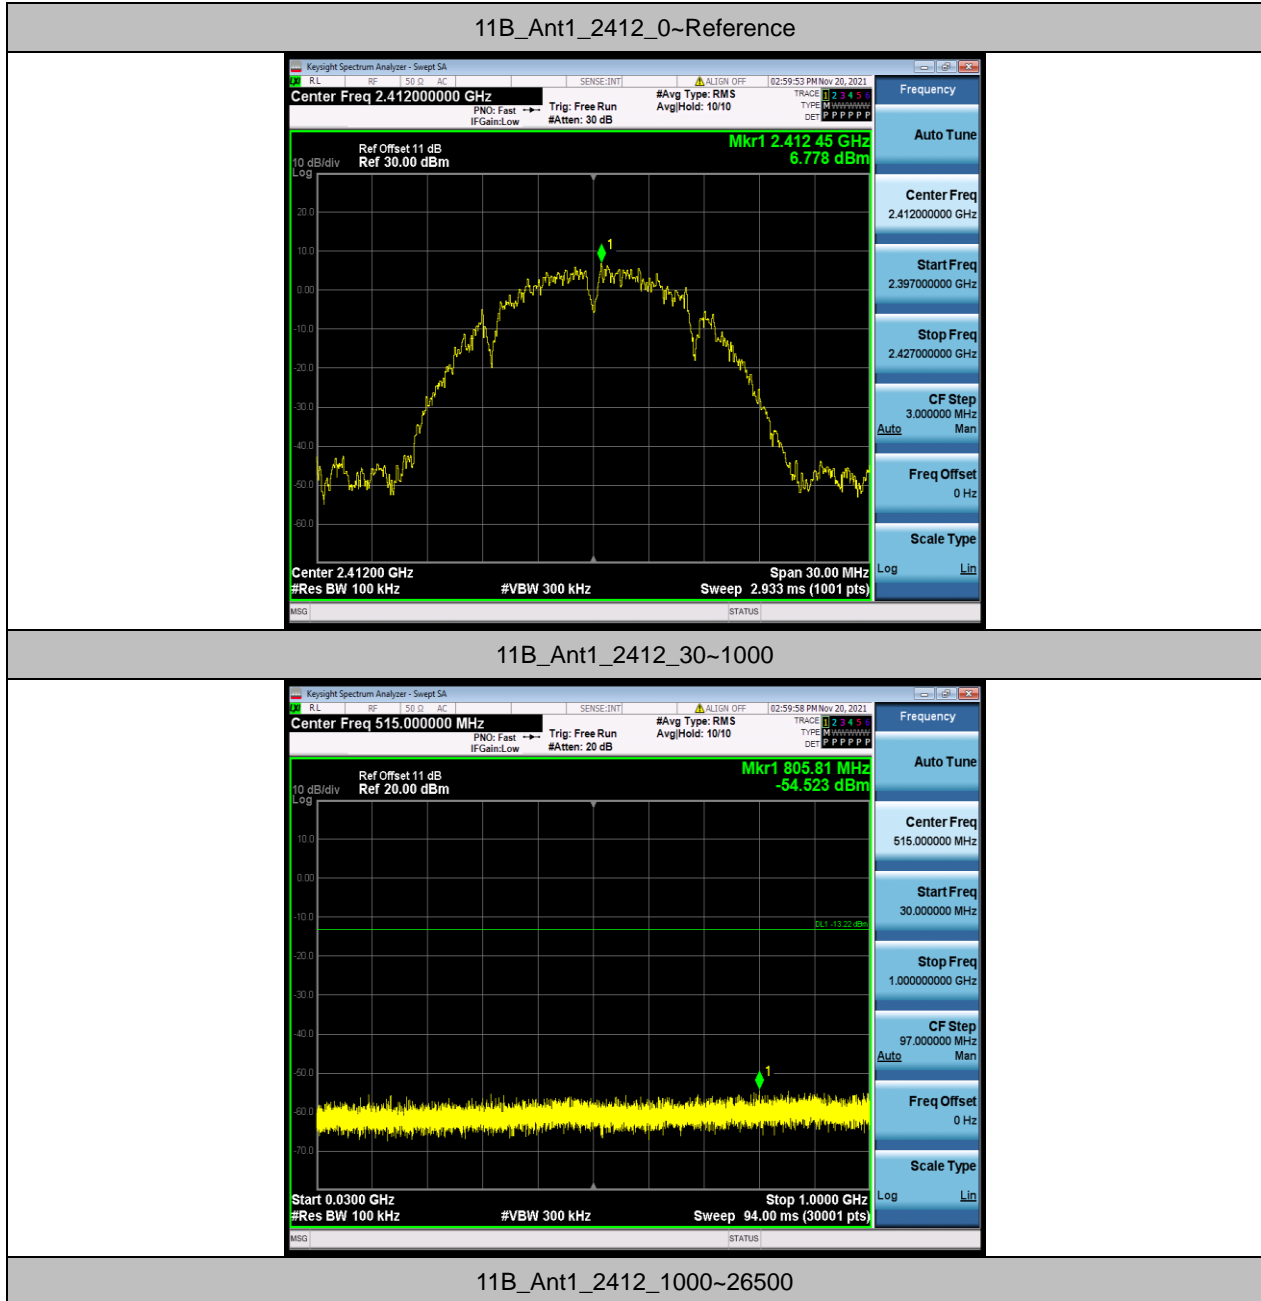 11B_Ant1_2412_0~Reference
Keysight Spectrum Analyzer - Swept SA
RL RF 50 Ω AC SENSE:INT ALIGN OFF 02:59:53 PM Nov 20, 2021
Center Freq 2.412000000 GHz #Avg Type: RMS TRACE 1 2 3 4 5 6
PNO: Fast Trig: Free Run Avg|Hold: 10/10 TYPE M WWWWW
IFGain:Low #Atten: 30 dB DET P P P P P P
Mkr1 2.412 45 GHz
6.778 dBm
Ref Offset 11 dB
10 dB/div Ref 30.00 dBm
Log
20.0
10.0
1
0.00
-10.0
-20.0
-30.0
-40.0
-50.0
-60.0
Center 2.41200 GHz Span 30.00 MHz
#Res BW 100 kHz #VBW 300 kHz Sweep 2.933 ms (1001 pts)
MSG STATUS
Frequency
Auto Tune
Center Freq
2.412000000 GHz
Start Freq
2.397000000 GHz
Stop Freq
2.427000000 GHz
CF Step
3.000000 MHz
Auto Man
Freq Offset
0 Hz
Scale Type
Log Lin
11B_Ant1_2412_30~1000
Keysight Spectrum Analyzer - Swept SA
RL RF 50 Ω AC SENSE:INT ALIGN OFF 02:59:58 PM Nov 20, 2021
Center Freq 515.000000 MHz #Avg Type: RMS TRACE 1 2 3 4 5 6
PNO: Fast Trig: Free Run Avg|Hold: 10/10 TYPE M WWWWW
IFGain:Low #Atten: 20 dB DET P P P P P P
Mkr1 805.81 MHz
-54.523 dBm
Ref Offset 11 dB
10 dB/div Ref 20.00 dBm
Log
10.0
0.00
-10.0
DL1 -13.22 dBm
-20.0
-30.0
-40.0
-50.0
1
-60.0
-70.0
Start 0.0300 GHz Stop 1.0000 GHz
#Res BW 100 kHz #VBW 300 kHz Sweep 94.00 ms (30001 pts)
MSG STATUS
Frequency
Auto Tune
Center Freq
515.000000 MHz
Start Freq
30.000000 MHz
Stop Freq
1.000000000 GHz
CF Step
97.000000 MHz
Auto Man
Freq Offset
0 Hz
Scale Type
Log Lin
11B_Ant1_2412_1000~26500